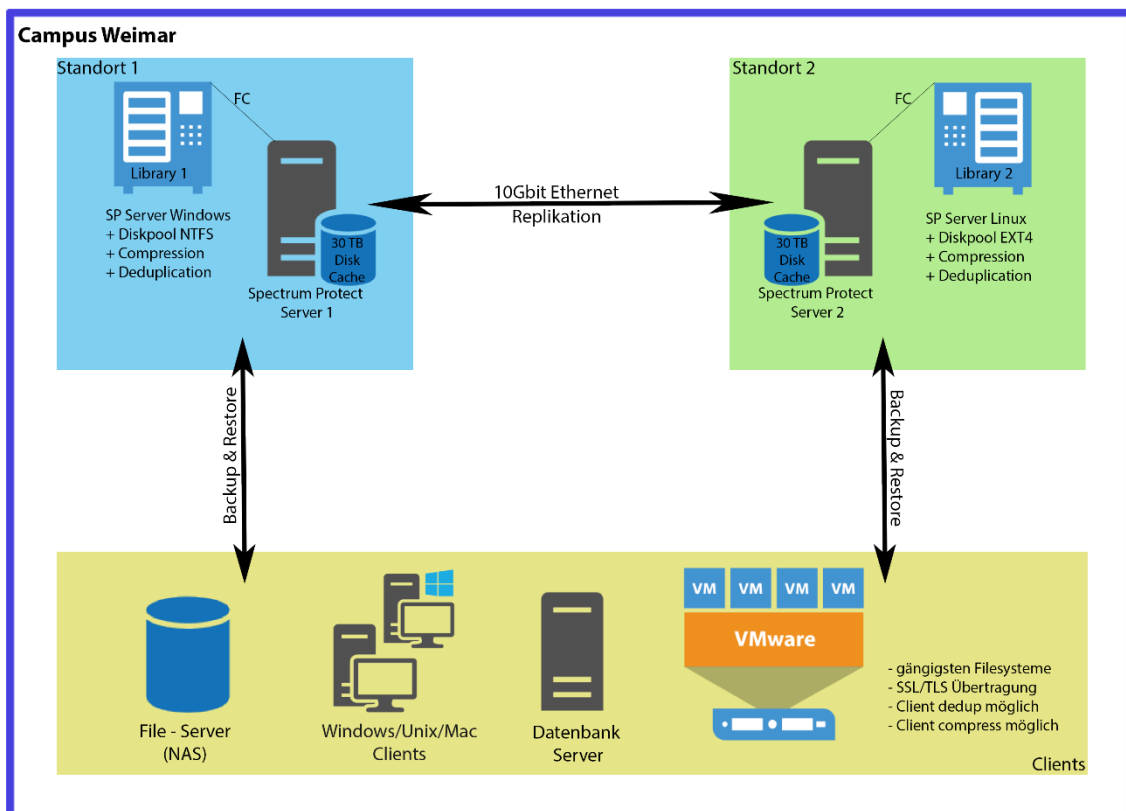 Campus Weimar
Standort 1
FC
Library 1
SP Server Windows
+ Diskpool NTFS
+ Compression
+ Deduplication
30 TB
Disk
Cache
Spectrum Protect
Server 1
10Gbit Ethernet
Replikation
Standort 2
FC
Library 2
SP Server Linux
+ Diskpool EXT4
+ Compression
+ Deduplication
30 TB
Disk
Cache
Spectrum Protect
Server 2
Backup & Restore
Backup & Restore
File - Server
(NAS)
Windows/Unix/Mac
Clients
Datenbank
Server
VM VM VM VM
VMware
- gängigsten Filesysteme
- SSL/TLS Übertragung
- Client dedup möglich
- Client compress möglich
Clients